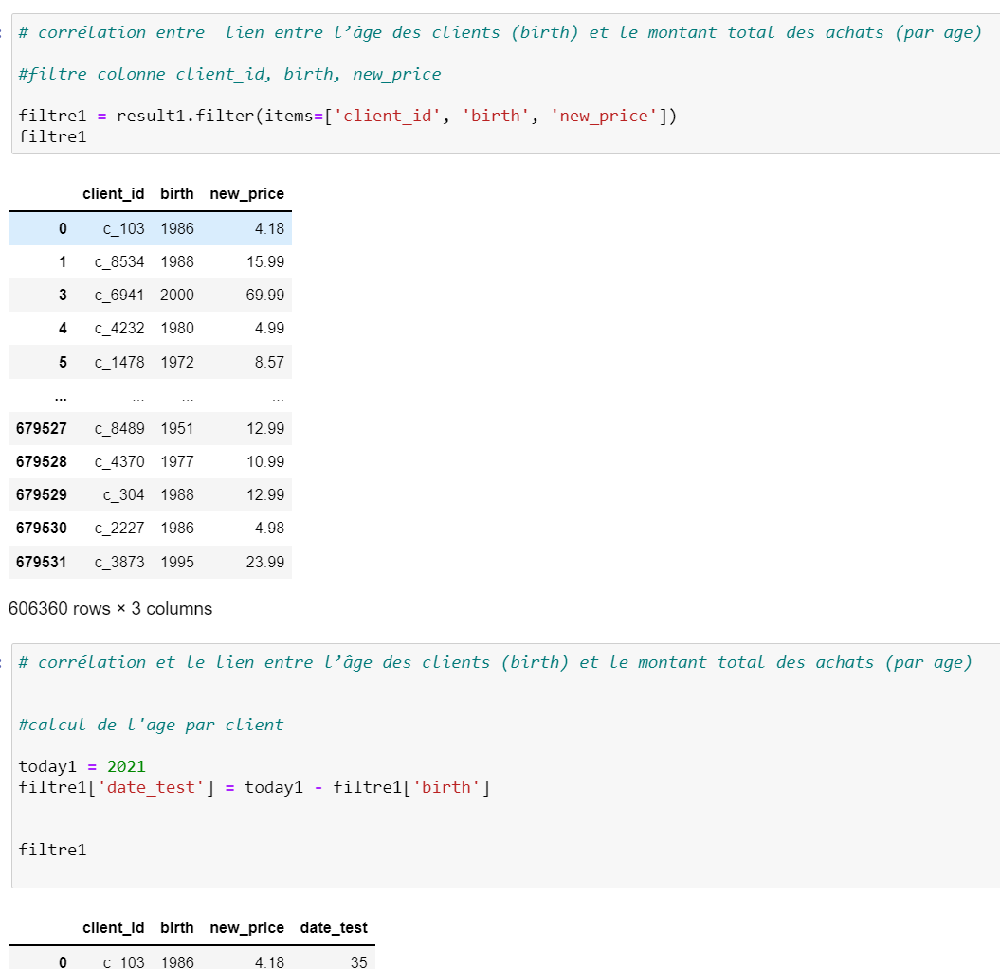 # corrélation entre  lien entre l’âge des clients (birth) et le montant total des achats (par age)
#filtre colonne client_id, birth, new_price
filtre1 = result1.filter(items=['client_id', 'birth', 'new_price'])
filtre1
client_id birth new_price
0 c_103 1986 4.18
1 c_8534 1988 15.99
3 c_6941 2000 69.99
4 c_4232 1980 4.99
5 c_1478 1972 8.57
... ... ... ...
679527 c_8489 1951 12.99
679528 c_4370 1977 10.99
679529 c_304 1988 12.99
679530 c_2227 1986 4.98
679531 c_3873 1995 23.99
606360 rows × 3 columns
# corrélation et le lien entre l’âge des clients (birth) et le montant total des achats (par age)
#calcul de l'age par client
today1 = 2021
filtre1['date_test'] = today1 - filtre1['birth']
filtre1
client_id birth new_price date_test
0 c_103 1986 4.18 35